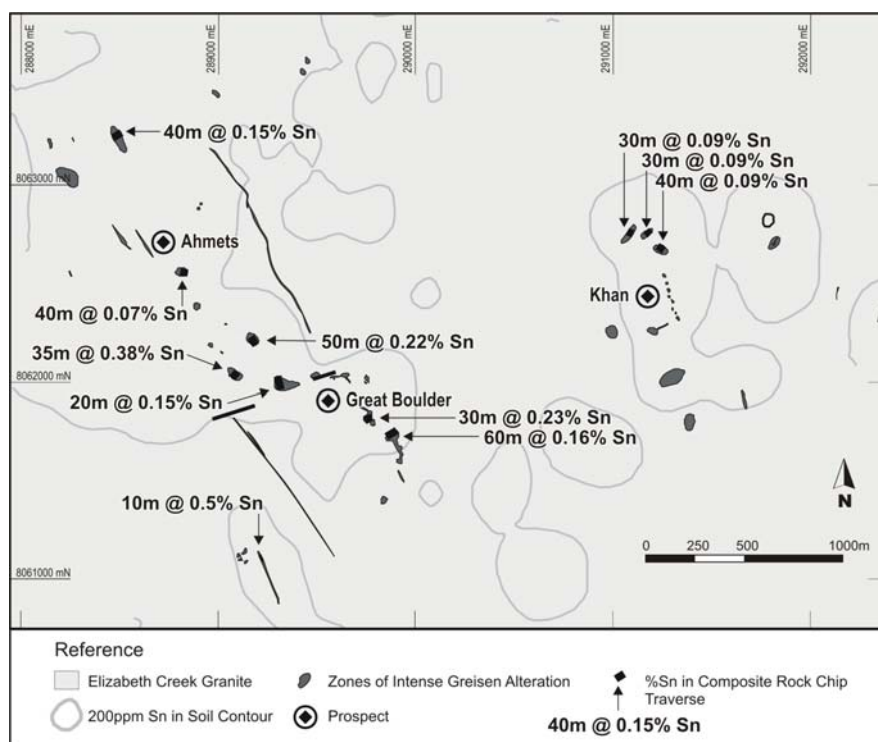 288000 mE
289000 mE
290000 mE
291000 mE
292000 mE
40m @ 0.15% Sn
30m @ 0.09% Sn
30m @ 0.09% Sn
40m @ 0.09% Sn
8063000 mN
Ahmets
Khan
40m @ 0.07% Sn
50m @ 0.22% Sn
35m @ 0.38% Sn
8062000 mN
20m @ 0.15% Sn
Great Boulder
30m @ 0.23% Sn
60m @ 0.16% Sn
10m @ 0.5% Sn
N
0 250 500 1000m
8061000 mN
Reference
Elizabeth Creek Granite
Zones of Intense Greisen Alteration
%Sn in Composite Rock Chip
Traverse
200ppm Sn in Soil Contour
Prospect
40m @ 0.15% Sn